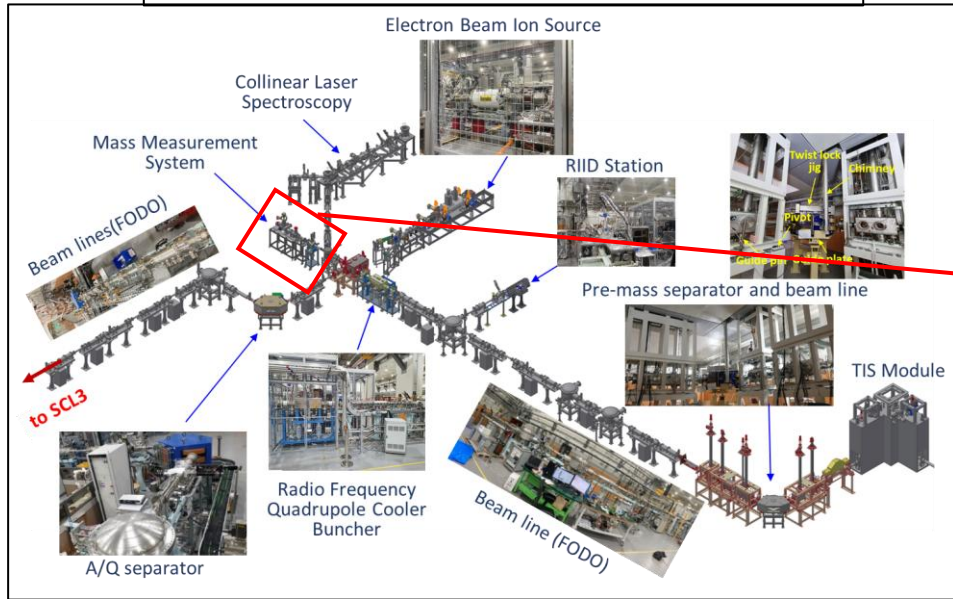 Electron Beam Ion Source
Collinear Laser
Spectroscopy
Mass Measurement
System
RIID Station
Twist lock
jig
Chimney
Pivot
Beam lines(FODO)
Pre-mass separator and beam line
TIS Module
to SCL3
Radio Frequency
Quadrupole Cooler
Buncher
Beam line (FODO)
A/Q separator